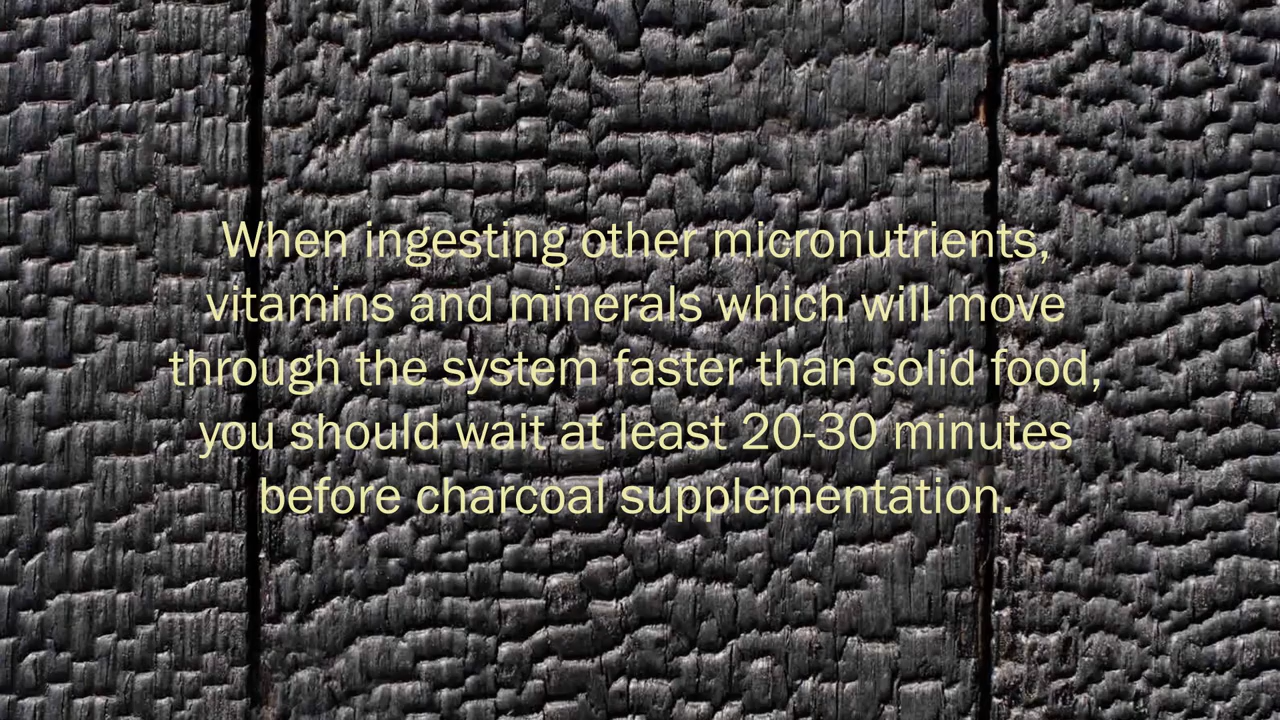 When ingesting other micronutrients,
vitamins and minerals which will move
through the system faster than solid food,
you should wait at least 20-30 minutes
before charcoal supplementation.